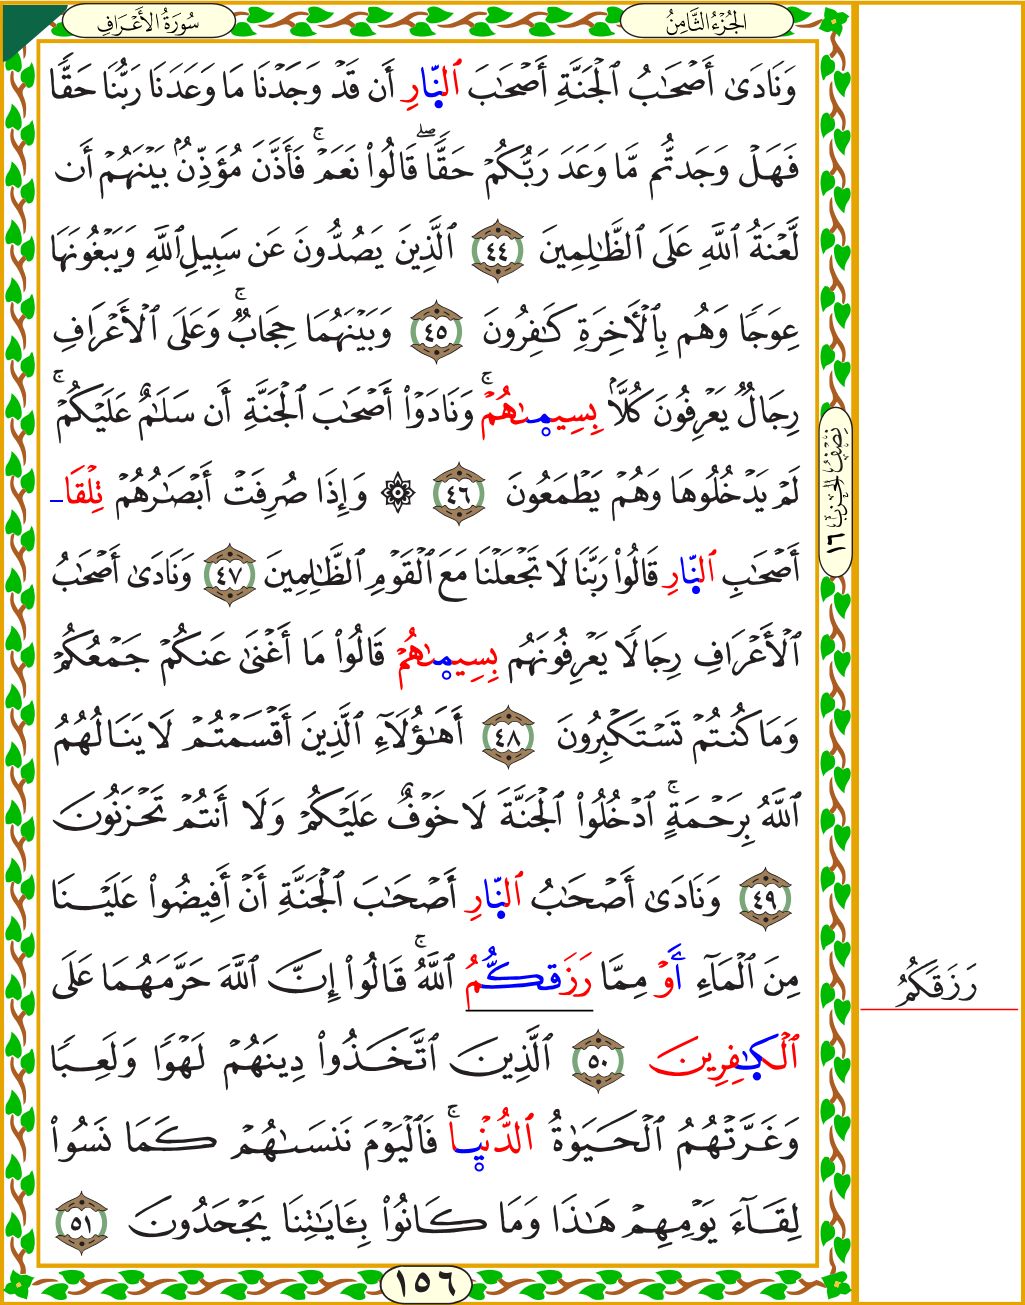 الجُزْءُ الثَّامِنُ
سُورَةُ الأَعْرَافِ
وَنَادَىٰ أَصْحَٰبُ ٱلْجَنَّةِ أَصْحَٰبَ ٱلنّارِ أَن قَدْ وَجَدْنَا مَا وَعَدَنَا رَبُّنَا حَقًّا
فَهَلْ وَجَدتُّم مَّا وَعَدَ رَبُّكُمْ حَقًّا ۖ قَالُوا۟ نَعَمْ ۚ فَأَذَّنَ مُؤَذِّنٌۢ بَيْنَهُمْ أَن
لَّعْنَةُ ٱللَّهِ عَلَى ٱلظَّٰلِمِينَ ٤٤ ٱلَّذِينَ يَصُدُّونَ عَن سَبِيلِ ٱللَّهِ وَيَبْغُونَهَا
عِوَجًا وَهُم بِٱلْأَخِرَةِ كَٰفِرُونَ ٤٥ وَبَيْنَهُمَا حِجَابٌ ۚ وَعَلَى ٱلْأَعْرَافِ
رِجَالٌ يَعْرِفُونَ كُلًّۢا بِسِيمىٰهُمْ ۚ وَنَادَوْا۟ أَصْحَٰبَ ٱلْجَنَّةِ أَن سَلَٰمٌ عَلَيْكُمْ ۚ
لَمْ يَدْخُلُوهَا وَهُمْ يَطْمَعُونَ ٤٦ ۞ وَإِذَا صُرِفَتْ أَبْصَٰرُهُمْ تِلْقَا
أَصْحَٰبِ ٱلنّارِ قَالُوا۟ رَبَّنَا لَا تَجْعَلْنَا مَعَ ٱلْقَوْمِ ٱلظَّٰلِمِينَ ٤٧ وَنَادَىٰ أَصْحَٰبُ
ٱلْأَعْرَافِ رِجَالًا يَعْرِفُونَهُم بِسِيمىٰهُمْ قَالُوا۟ مَا أَغْنَىٰ عَنكُمْ جَمْعُكُمْ
وَمَا كُنتُمْ تَسْتَكْبِرُونَ ٤٨ أَهَٰٓؤُلَآءِ ٱلَّذِينَ أَقْسَمْتُمْ لَا يَنَالُهُمُ
ٱللَّهُ بِرَحْمَةٍ ۚ ٱدْخُلُوا۟ ٱلْجَنَّةَ لَا خَوْفٌ عَلَيْكُمْ وَلَا أَنتُمْ تَحْزَنُونَ
٤٩ وَنَادَىٰ أَصْحَٰبُ ٱلنّارِ أَصْحَٰبَ ٱلْجَنَّةِ أَنْ أَفِيضُوا۟ عَلَيْنَا
مِنَ ٱلْمَآءِ أَوْ مِمَّا رَزَقكُّمُ ٱللَّهُ ۚ قَالُوا۟ إِنَّ ٱللَّهَ حَرَّمَهُمَا عَلَى
ٱلْكٰفِرِينَ ٥٠ ٱلَّذِينَ ٱتَّخَذُوا۟ دِينَهُمْ لَهْوًا وَلَعِبًا
وَغَرَّتْهُمُ ٱلْحَيَوٰةُ ٱلدُّنْيا ۚ فَٱلْيَوْمَ نَنسَىٰهُمْ كَمَا نَسُوا۟
لِقَآءَ يَوْمِهِمْ هَٰذَا وَمَا كَانُوا۟ بِـَٔايَٰتِنَا يَجْحَدُونَ ٥١
نِصْفُ الحِزْبِ ١٦
رَزَقَكُمُ
١٥٦